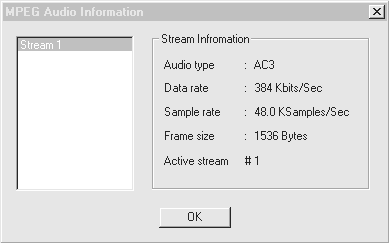 MPEG Audio Information
Stream 1
Stream Infromation
Audio type : AC3
Data rate : 384 Kbits/Sec
Sample rate : 48.0 KSamples/Sec
Frame size : 1536 Bytes
Active stream # 1
OK